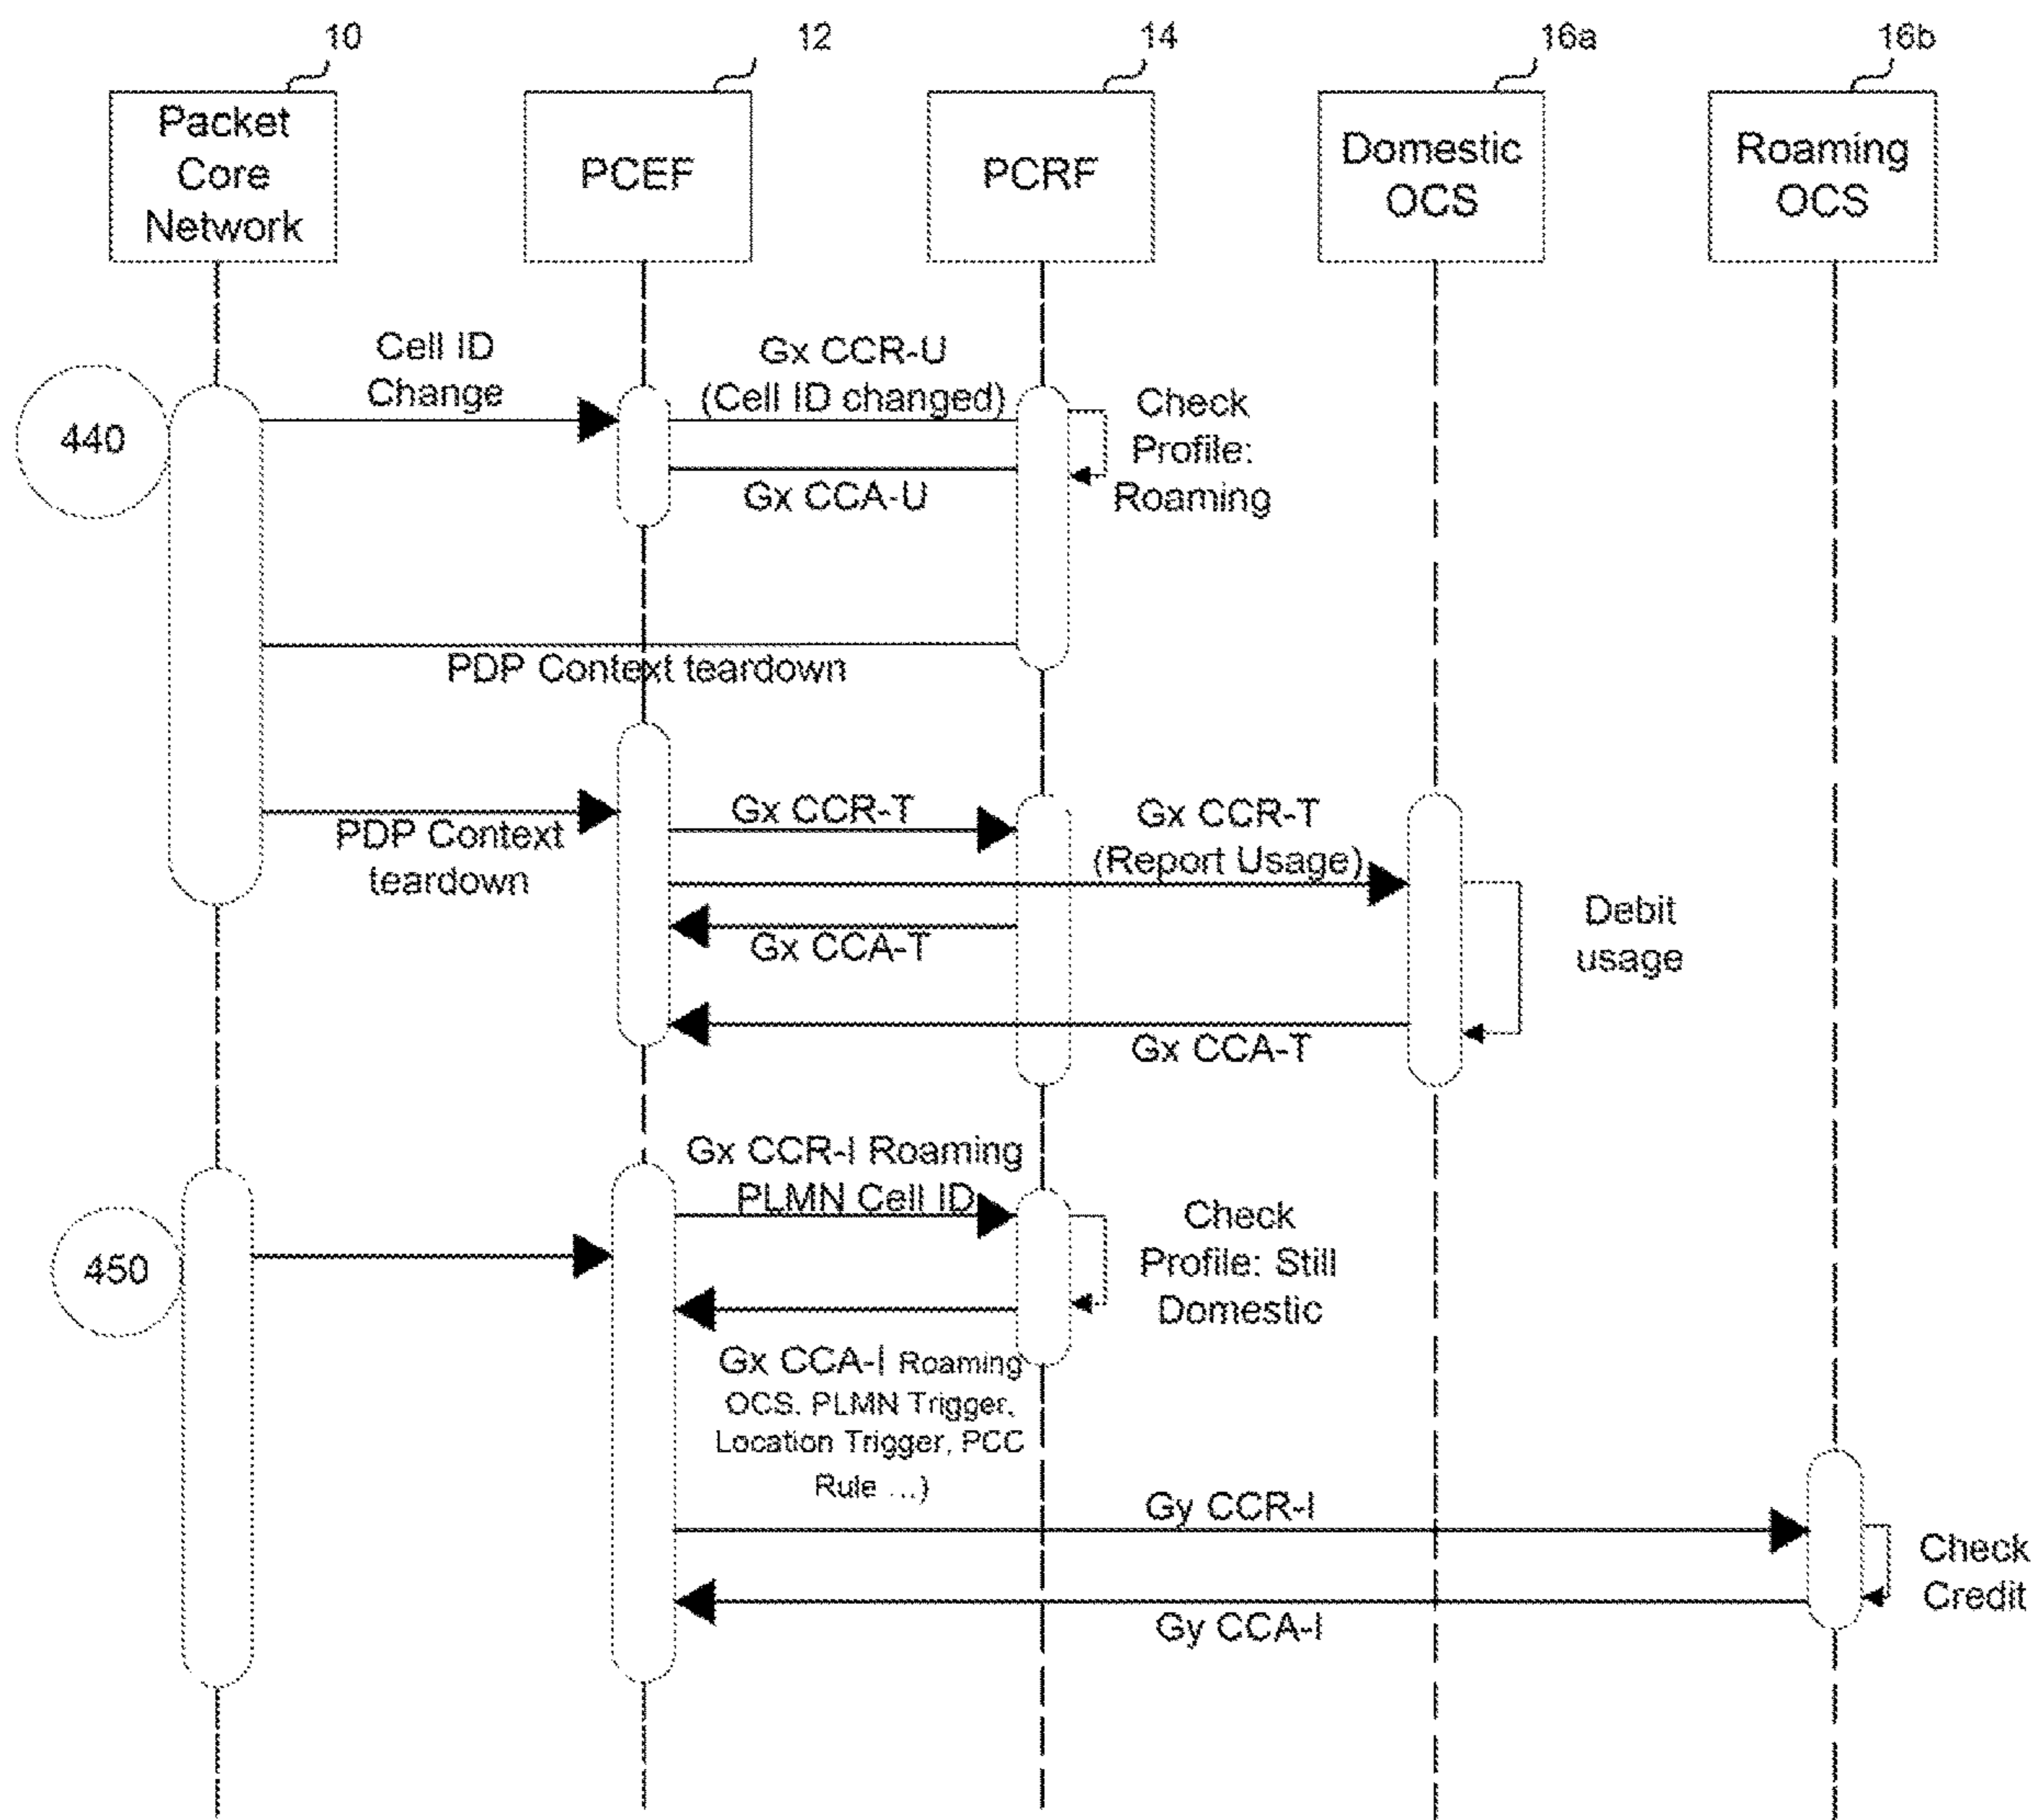 10
12
14
16a
16b
Packet
Core
Network
PCEF
PCRF
Domestic
OCS
Roaming
OCS
440
Cell ID
Change
Gx CCR-U
(Cell ID changed)
Gx CCA-U
Check
Profile:
Roaming
PDP Context teardown
PDP Context
teardown
Gx CCR-T
Gx CCR-T
(Report Usage)
Gx CCA-T
Debit
usage
Gx CCA-T
450
Gx CCR-I Roaming
PLMN Cell ID
Check
Profile: Still
Domestic
Gx CCA-I Roaming
OCS, PLMN Trigger,
Location Trigger, PCC
Rule ...)
Gy CCR-I
Check
Credit
Gy CCA-I